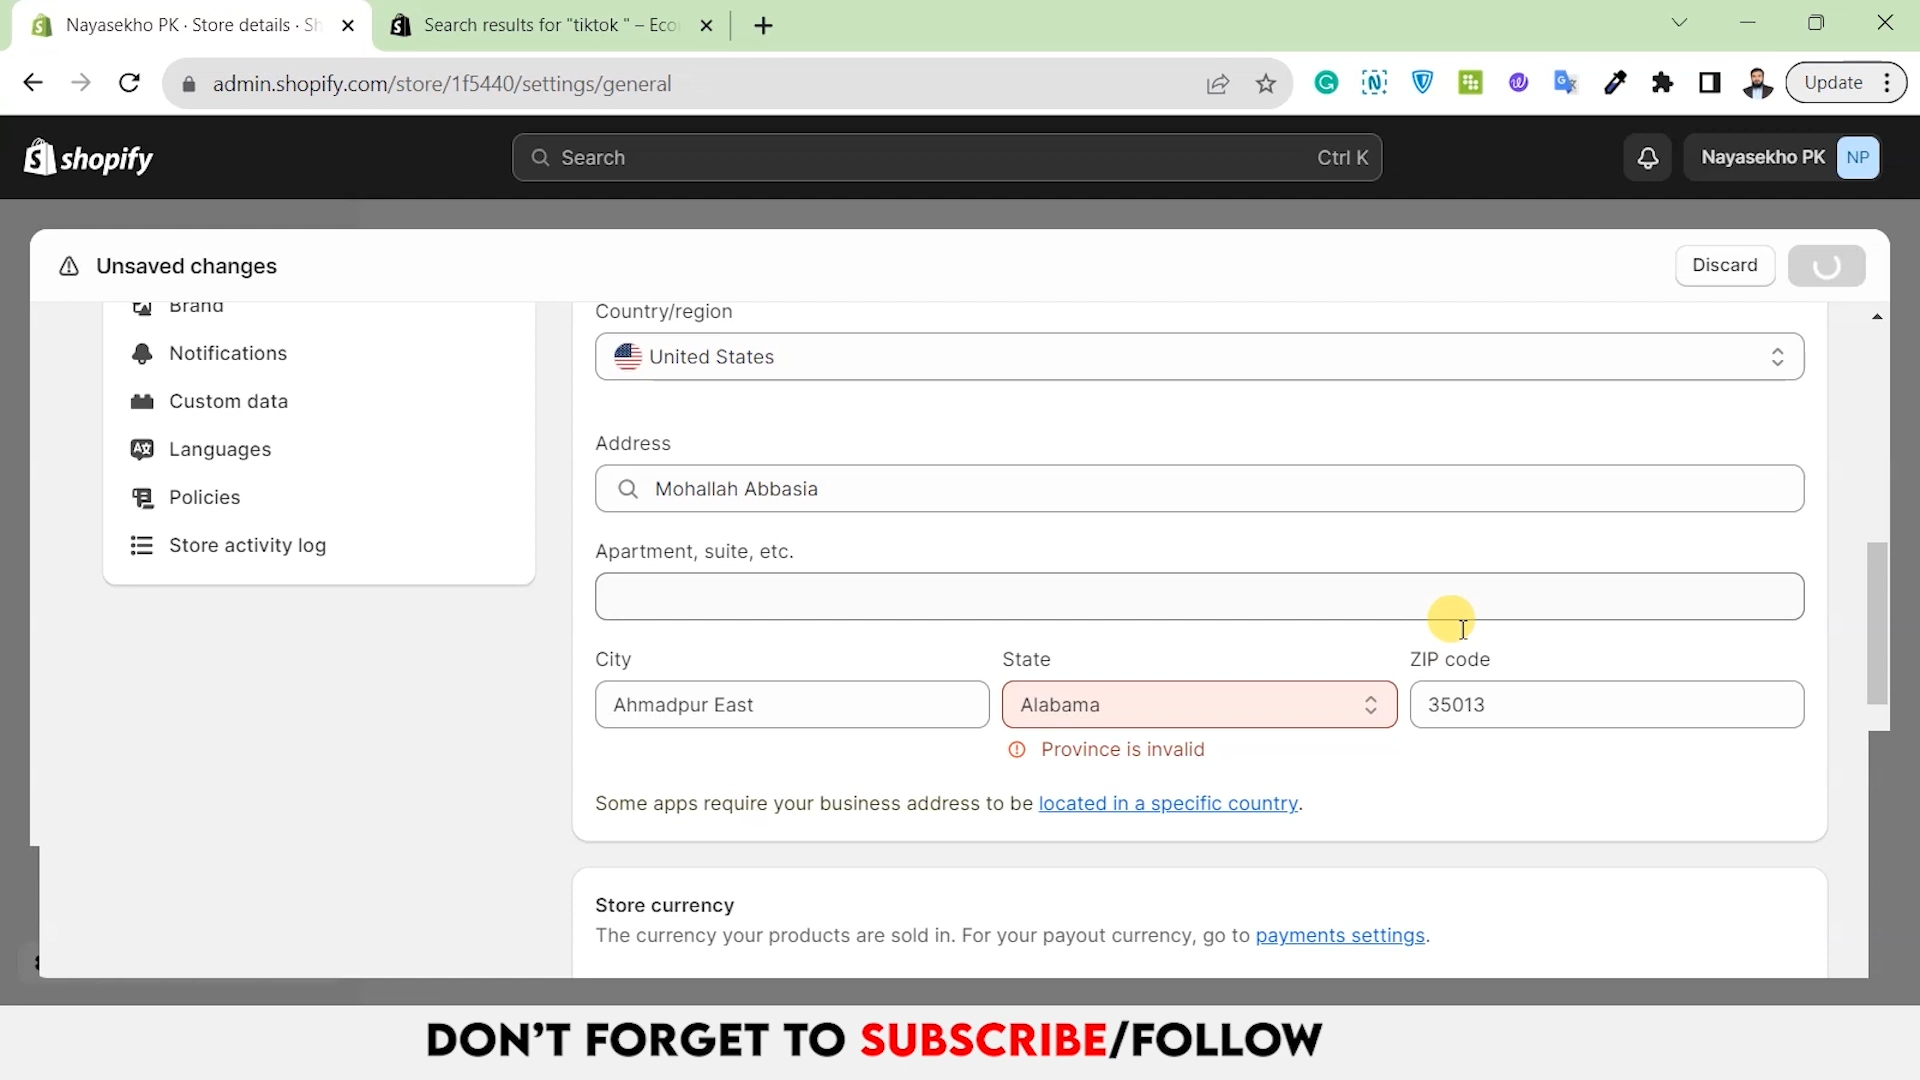 Nayasekho PK · Store details · Sh
Search results for "tiktok " – Eco
admin.shopify.com/store/1f5440/settings/general
Update
shopify
Search
Ctrl K
Nayasekho PK
NP
Unsaved changes
Discard
Brand
Notifications
Custom data
Languages
Policies
Store activity log
Country/region
United States
Address
Mohallah Abbasia
Apartment, suite, etc.
City
State
ZIP code
Ahmadpur East
Alabama
35013
Province is invalid
Some apps require your business address to be located in a specific country.
Store currency
The currency your products are sold in. For your payout currency, go to payments settings.
DON'T FORGET TO SUBSCRIBE/FOLLOW